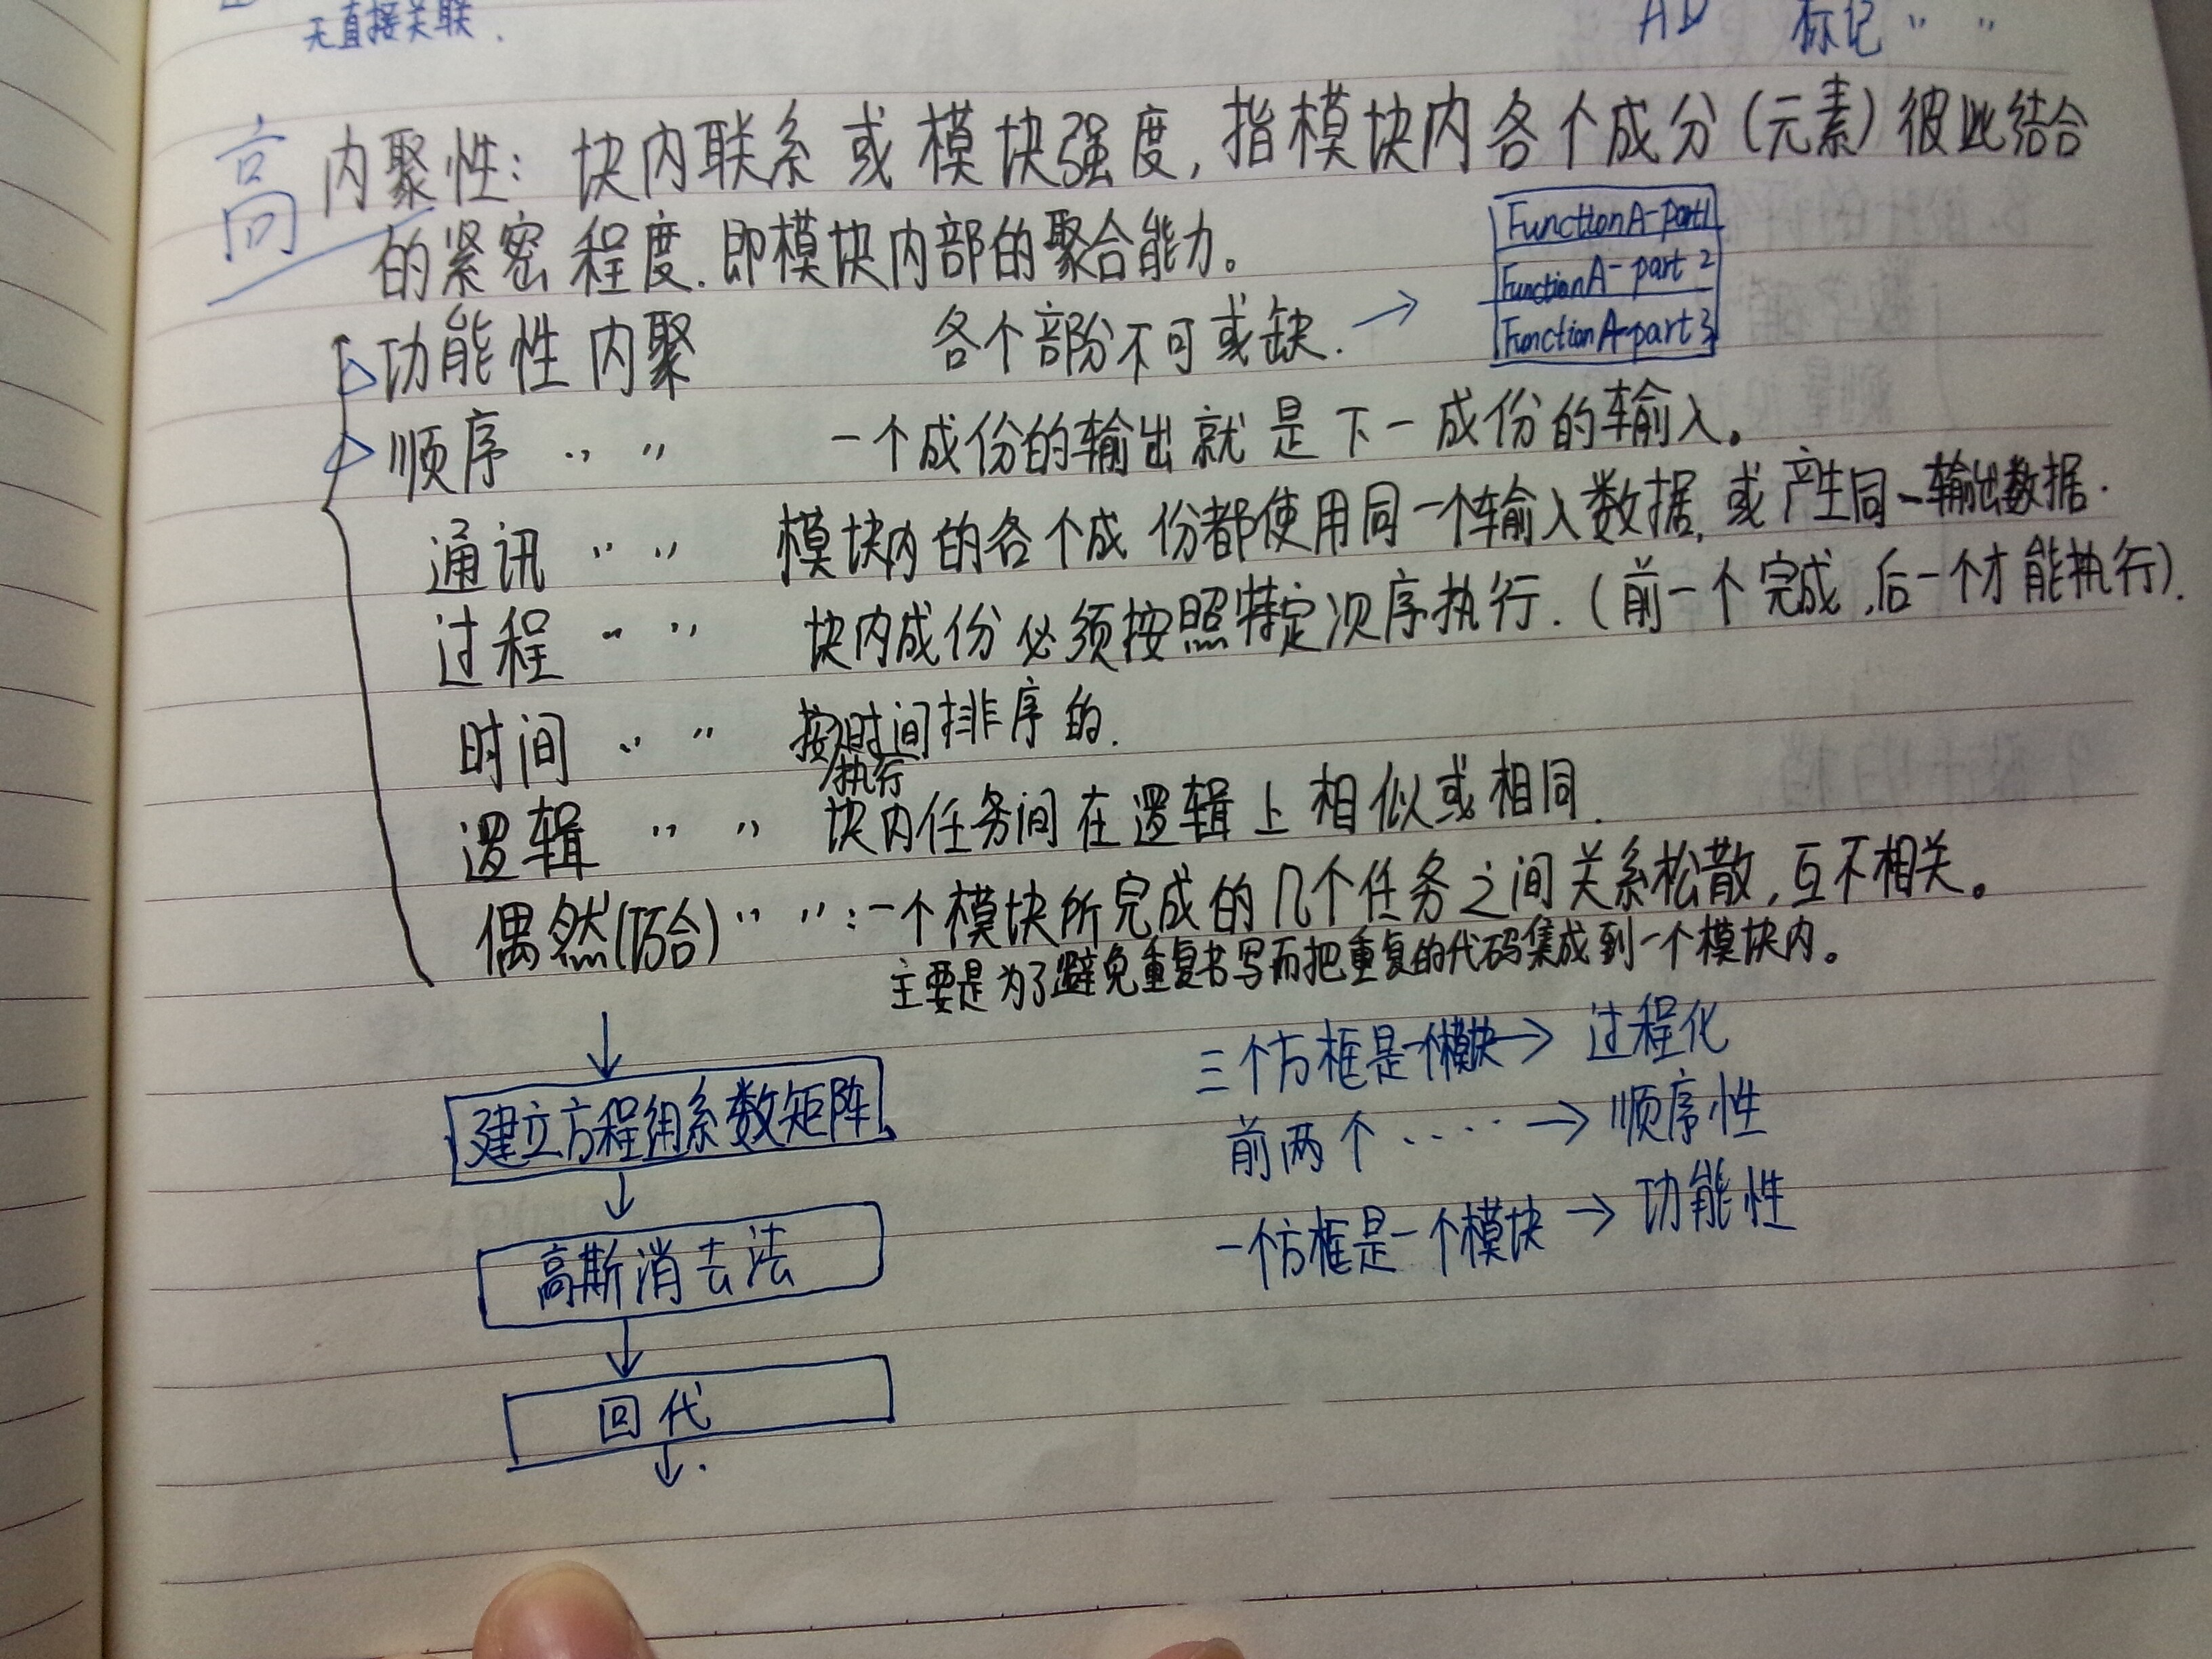 无直接关联.
AD 标记 〃 〃
高 内聚性: 块内联系 或 模块强度, 指模块内各个成分(元素) 彼此结合
的紧密程度. 即模块内部的聚合能力。
功能性内聚 各个部份不可或缺. →
FunctionA-part1
FunctionA-part 2
FunctionA-part3
顺序 〃 〃 一个成份的输出就是下一成份的输入。
通讯 〃 〃 模块内的各个成份都使用同一个输入数据, 或产生同一输出数据.
过程 〃 〃 块内成份必须按照特定次序执行. (前一个完成,后一个才能执行).
时间 〃 〃 按时间排序的.
执行
逻辑 〃 〃 块内任务间在逻辑上相似或相同.
偶然(巧合) 〃 〃 : 一个模块所完成的几个任务之间关系松散, 互不相关。
主要是为了避免重复书写而把重复的代码集成到一个模块内。
建立方程组系数矩阵
高斯消去法
回代
三个方框是一个模块→ 过程化
前两个 ····· → 顺序性
一个方框是一个模块 → 功能性